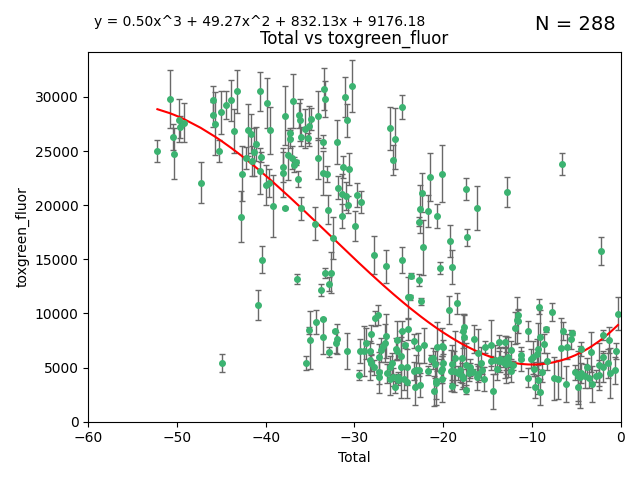 y = 0.50x^3 + 49.27x^2 + 832.13x + 9176.18
N = 288
Total vs toxgreen_fluor
30000
25000
20000
15000
10000
5000
0
toxgreen_fluor
−60 −50 −40 −30 −20 −10 0
Total